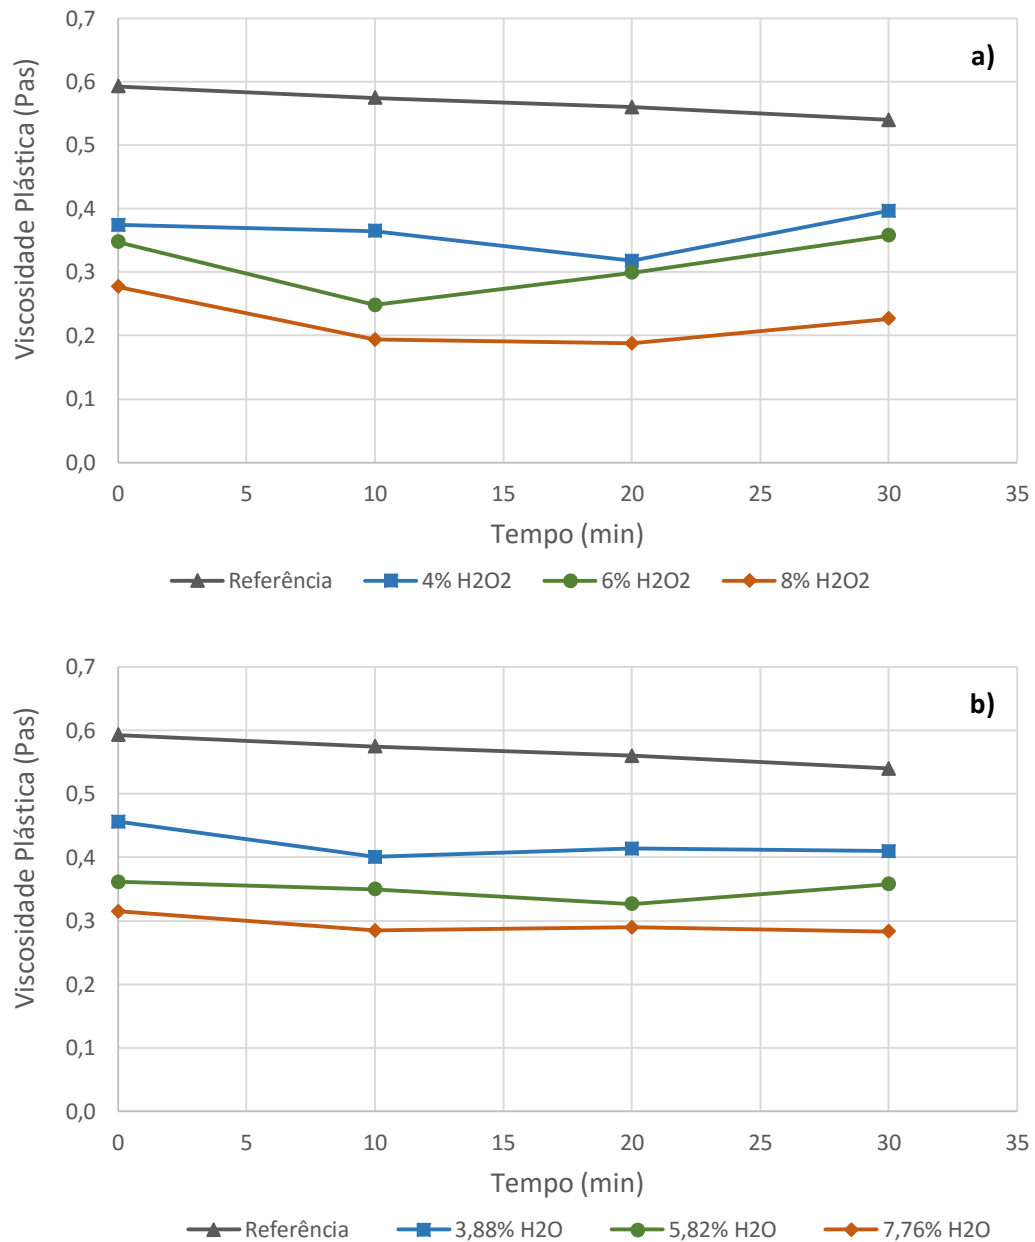 Viscosidade Plástica (Pas)
a)
0,7
0,6
0,5
0,4
0,3
0,2
0,1
0,0
0 5 10 15 20 25 30 35
Tempo (min)
Referência 4% H2O2 6% H2O2 8% H2O2
Viscosidade Plástica (Pas)
b)
0,7
0,6
0,5
0,4
0,3
0,2
0,1
0,0
0 5 10 15 20 25 30 35
Tempo (min)
Referência 3,88% H2O 5,82% H2O 7,76% H2O